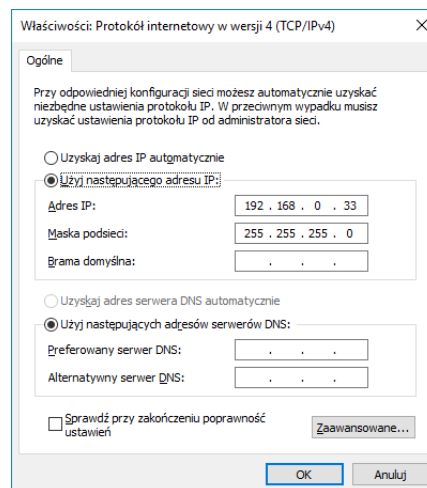 Właściwości: Protokół internetowy w wersji 4 (TCP/IPv4)
Ogólne
Przy odpowiedniej konfiguracji sieci możesz automatycznie uzyskać
niezbędne ustawienia protokołu IP. W przeciwnym wypadku musisz
uzyskać ustawienia protokołu IP od administratora sieci.
Uzyskaj adres IP automatycznie
Użyj następującego adresu IP:
Adres IP: 192 . 168 . 0 . 33
Maska podsieci: 255 . 255 . 255 . 0
Brama domyślna: . . .
Uzyskaj adres serwera DNS automatycznie
Użyj następujących adresów serwerów DNS:
Preferowany serwer DNS: . . .
Alternatywny serwer DNS: . . .
Sprawdź przy zakończeniu poprawność
ustawień
Zaawansowane...
OK Anuluj